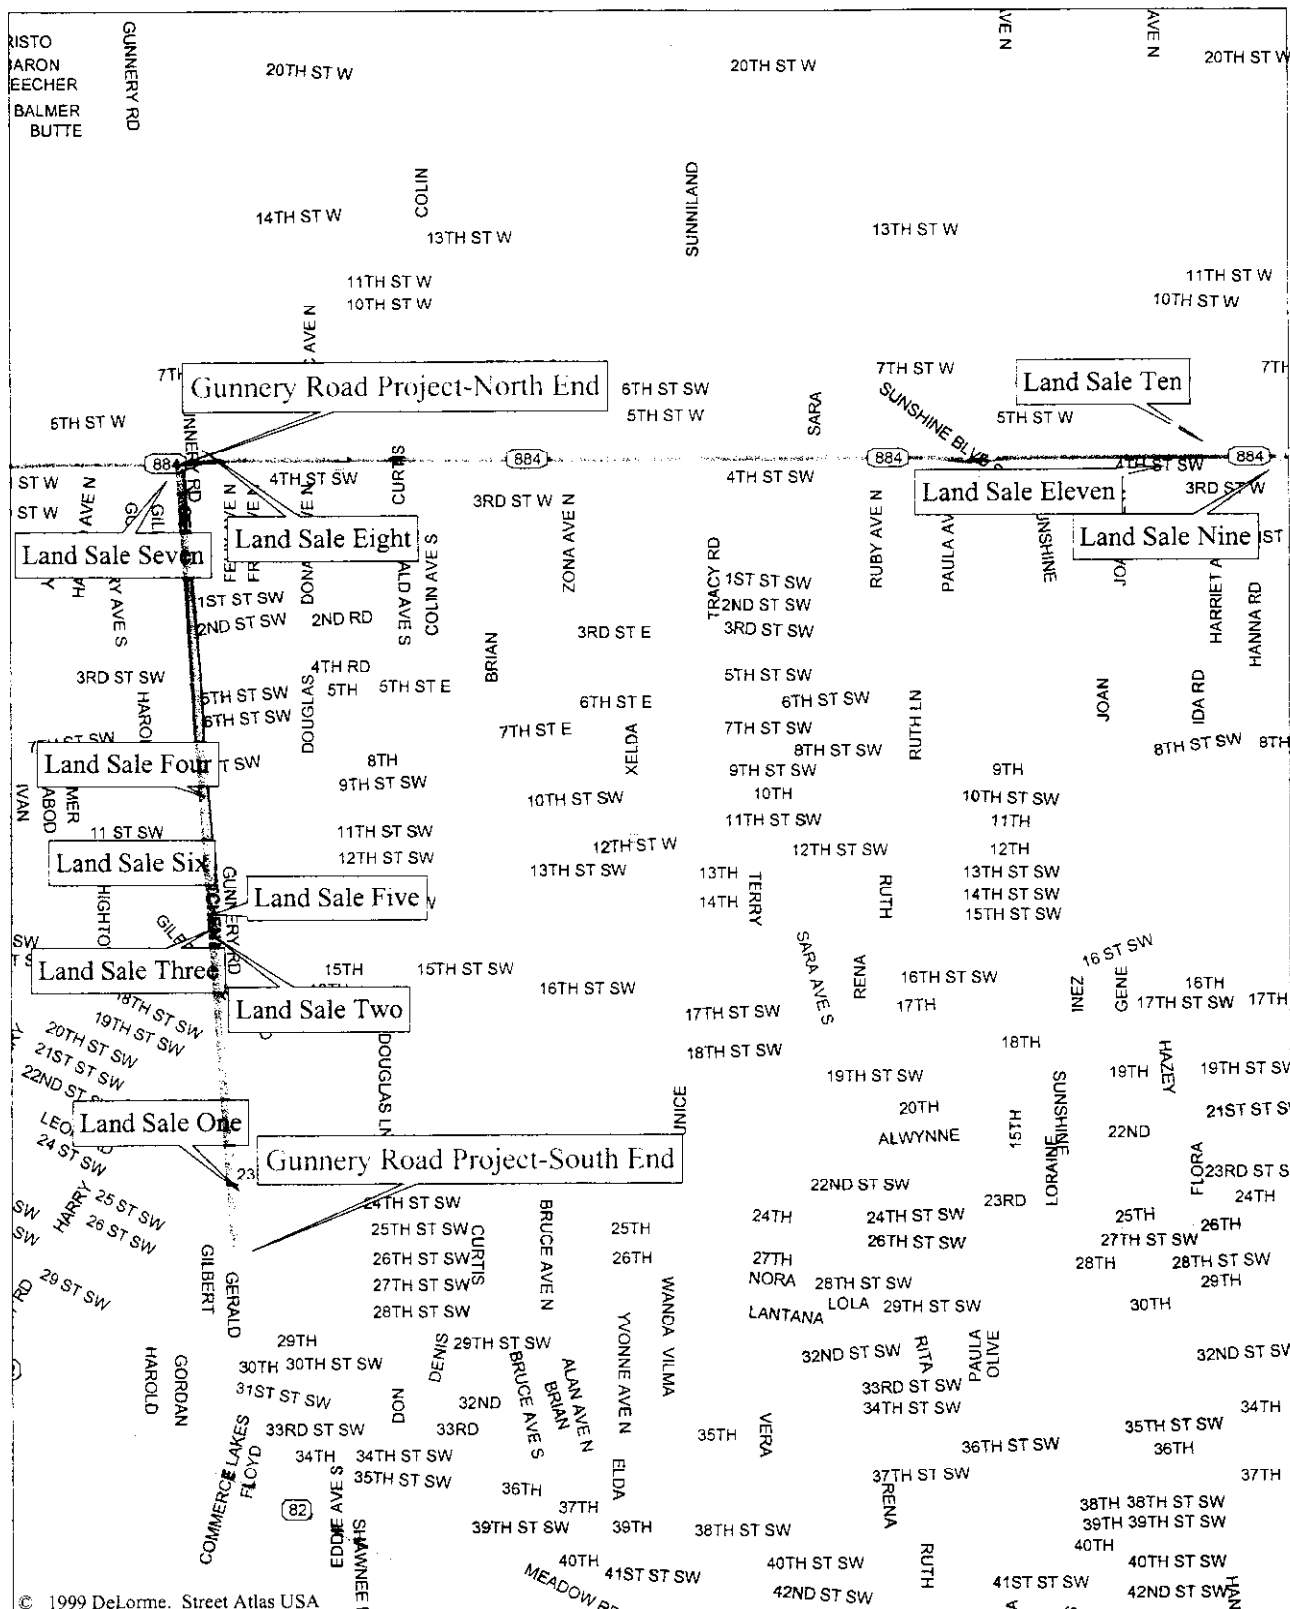 AVE N
AVE N
GUNNERY RD
20TH ST W
20TH ST W
20TH ST W
BUTTE
BALMER
COLIN
SUNNILAND
14TH ST W
13TH ST W
13TH ST W
11TH ST W
11TH ST W
10TH ST W
10TH ST W
AVE N
7TH ST W
Gunnery Road Project-North End
Land Sale Ten
6TH ST SW
5TH ST W
5TH ST W
5TH ST W
SARA
SUNSHINE BLVD S
884
884
884
884
4TH ST SW
4TH ST SW
4TH ST SW
CURTIS
3RD ST W
3RD ST W
ST W
ST W
AVE N
Land Sale Eleven
Land Sale Seven
Land Sale Eight
Land Sale Nine
ZONA AVE N
RUBY AVE N
TRACY RD
COLIN AVE S
1ST ST SW
1ST ST SW
2ND ST SW
2ND ST SW
2ND RD
3RD ST E
3RD ST SW
HANNA RD
BRIAN
3RD ST SW
4TH RD
5TH ST SW
5TH
5TH ST E
5TH ST SW
6TH ST SW
6TH ST E
6TH ST SW
DOUGLAS
7TH ST E
7TH ST SW
XELDA
RUTH LN
JOAN
IDA RD
8TH ST SW
8TH ST SW
8TH
Land Sale Four
8TH
9TH ST SW
9TH ST SW
9TH
IVAN
10TH ST SW
10TH
10TH ST SW
11 ST SW
11TH ST SW
11TH ST SW
11TH
12TH ST SW
12TH ST W
12TH ST SW
12TH
Land Sale Six
13TH ST SW
13TH
13TH ST SW
Land Sale Five
GUNNERY RD
14TH
14TH ST SW
15TH ST SW
TERRY
RUTH
Land Sale Three
15TH
15TH ST SW
SARA AVE S
RENA
16 ST SW
16TH ST SW
16TH ST SW
16TH
Land Sale Two
17TH ST SW
17TH
17TH ST SW
17TH
INEZ
GENE
18TH ST SW
19TH ST SW
20TH ST SW
21ST ST SW
18TH ST SW
18TH
DOUGLAS LN
19TH ST SW
19TH
19TH ST SW
HAZEY
SUNSHINE
20TH
21ST ST SW
Land Sale One
24 ST SW
ALWYNNE
15TH
22ND
LORAINE
Gunnery Road Project-South End
FLORA
22ND ST SW
23RD
23RD ST S
HARRY
25 ST SW
26 ST SW
24TH ST SW
24TH
24TH ST SW
24TH
25TH ST SW
25TH
25TH
26TH
CURTIS
BRUCE AVE N
26TH ST SW
27TH ST SW
26TH ST SW
26TH
27TH
28TH
28TH ST SW
29 ST SW
GILBERT
GERALD
27TH ST SW
NORA
28TH ST SW
29TH
WANDA
VILMA
28TH ST SW
LANTANA
LOLA
29TH ST SW
30TH
YVONNE AVE N
29TH
29TH ST SW
DENIS
32ND ST SW
RITA
PAULA
OLIVE
32ND ST SW
HAROLD
GORDAN
30TH
30TH ST SW
BRUCE AVE S
BRIAN
ALAN AVE N
31ST ST SW
33RD ST SW
DON
32ND
34TH ST SW
34TH
33RD ST SW
33RD
35TH
VERA
35TH ST SW
COMMERCE LAKES
FLOYD
34TH
34TH ST SW
36TH ST SW
36TH
35TH ST SW
36TH
ELDA
37TH ST SW
37TH
82
EDDIE AVE S
37TH
RENA
38TH
38TH ST SW
39TH ST SW
39TH
38TH ST SW
39TH
39TH ST SW
SHAWNEE
40TH
40TH
MEADOW
41ST ST SW
40TH ST SW
RUTH
40TH ST SW
42ND ST SW
41ST ST SW
42ND ST SW
© 1999 DeLorme. Street Atlas USA